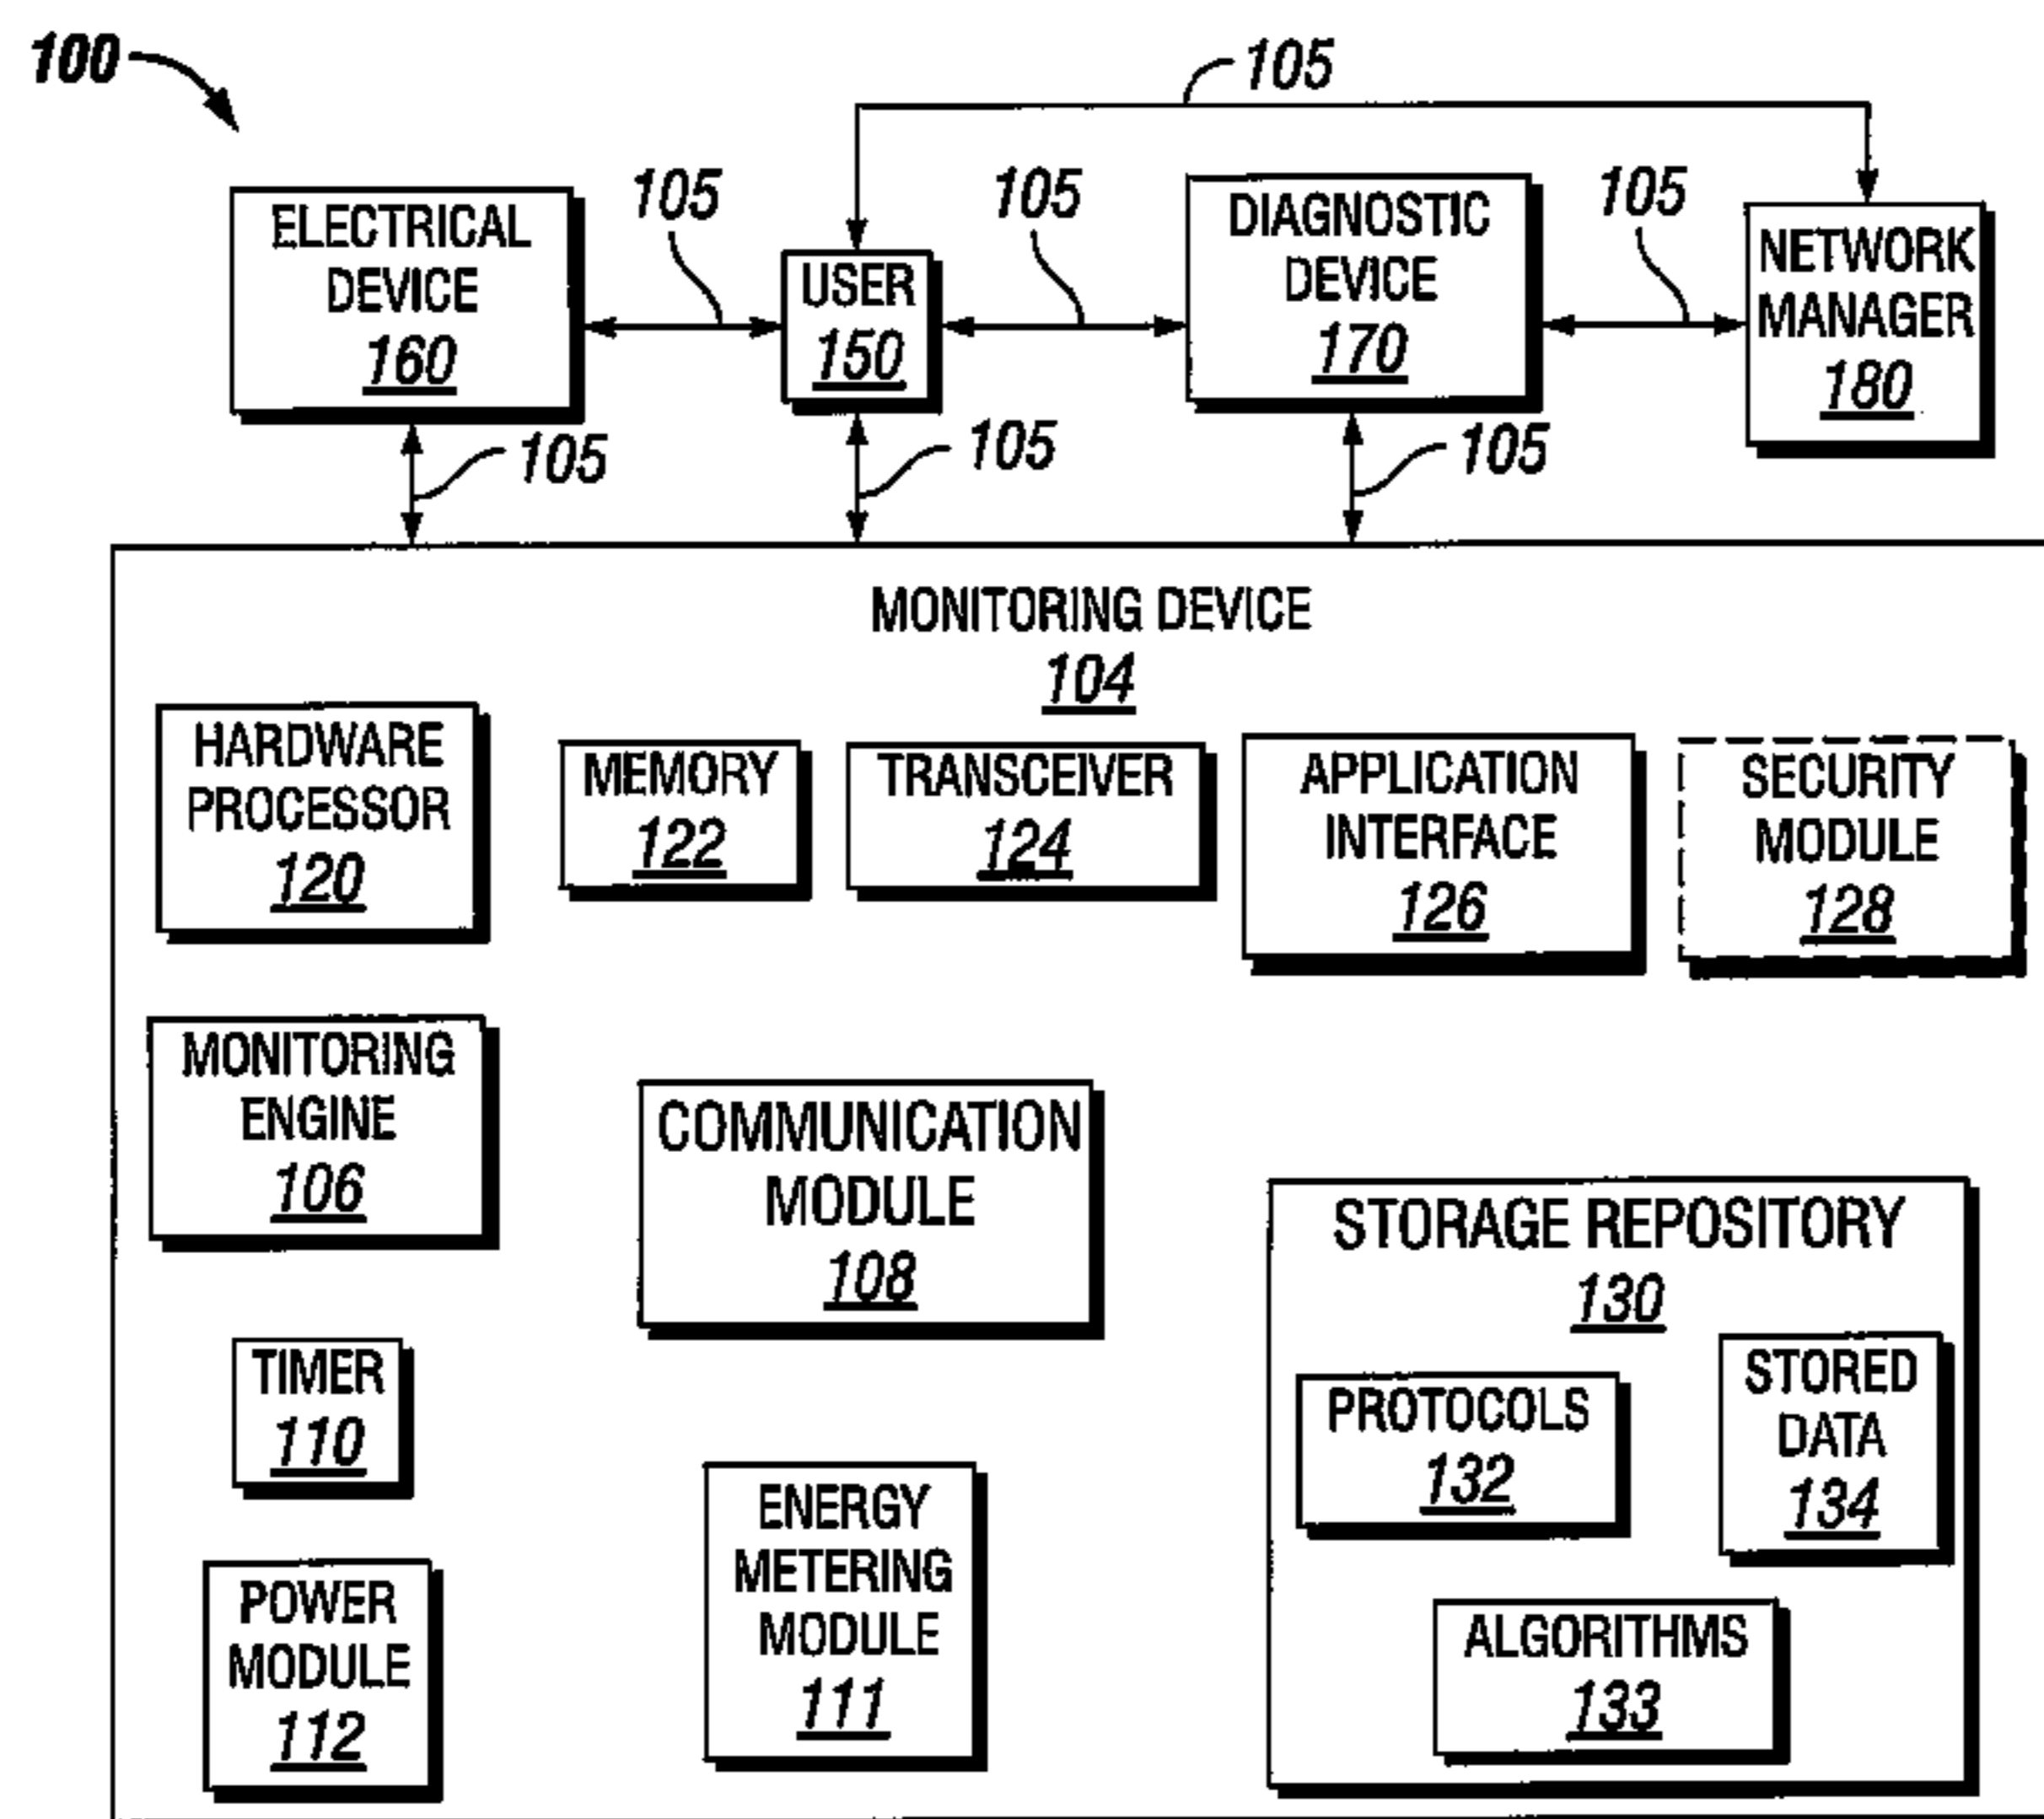 100
105
105
105
105
ELECTRICAL
DEVICE
160
USER
150
DIAGNOSTIC
DEVICE
170
NETWORK
MANAGER
180
105
105
105
MONITORING DEVICE
104
HARDWARE
PROCESSOR
120
MEMORY
122
TRANSCEIVER
124
APPLICATION
INTERFACE
126
SECURITY
MODULE
128
MONITORING
ENGINE
106
COMMUNICATION
MODULE
108
STORAGE REPOSITORY
130
TIMER
110
PROTOCOLS
132
STORED
DATA
134
ENERGY
METERING
MODULE
111
POWER
MODULE
112
ALGORITHMS
133